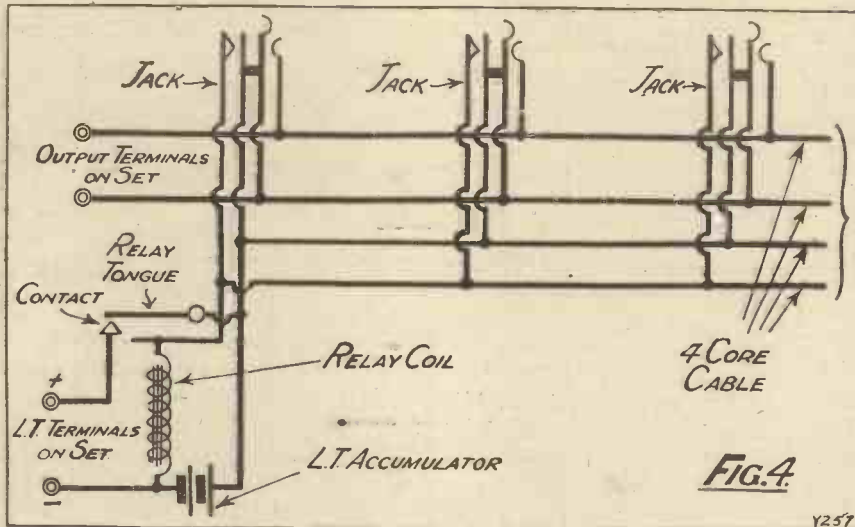 JACK
JACK
JACK
OUTPUT TERMINALS
ON SET
RELAY
TONGUE
CONTACT
+
L.T. TERMINALS
ON SET
–
RELAY COIL
L.T. ACCUMULATOR
4 CORE
CABLE
FIG. 4.
Y257